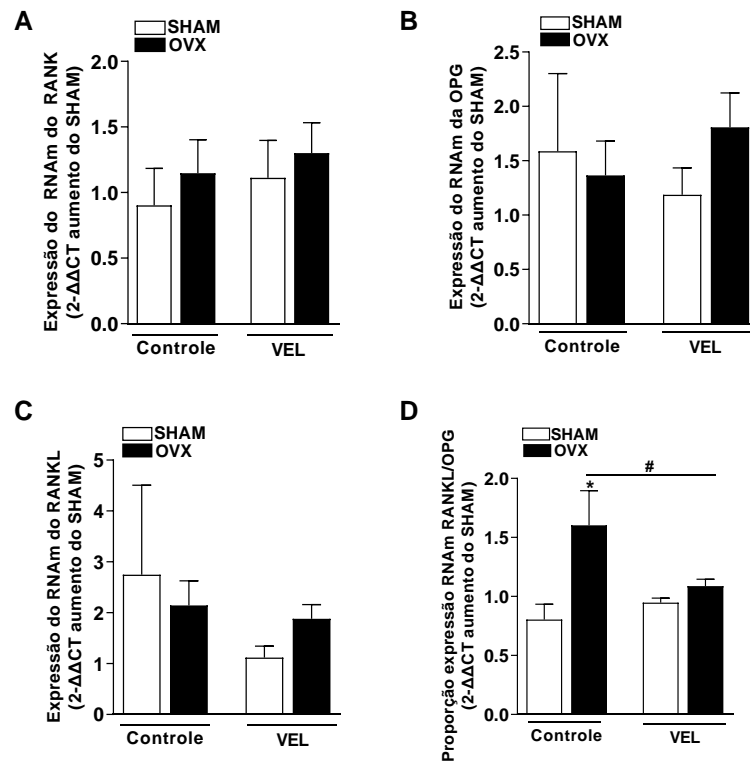 A
SHAM
OVX
Expressão do RNAm do RANK
(2-ΔΔCT aumento do SHAM)
2.0
1.5
1.0
0.5
0.0
Controle
VEL
B
SHAM
OVX
Expressão do RNAm da OPG
(2-ΔΔCT aumento do SHAM)
2.5
2.0
1.5
1.0
0.5
0.0
Controle
VEL
C
SHAM
OVX
Expressão do RNAm do RANKL
(2-ΔΔCT aumento do SHAM)
5
4
3
2
1
0
Controle
VEL
D
SHAM
OVX
Proporção expressão RNAm RANKL/OPG
(2-ΔΔCT aumento do SHAM)
2.0
1.5
1.0
0.5
0.0
*
#
Controle
VEL